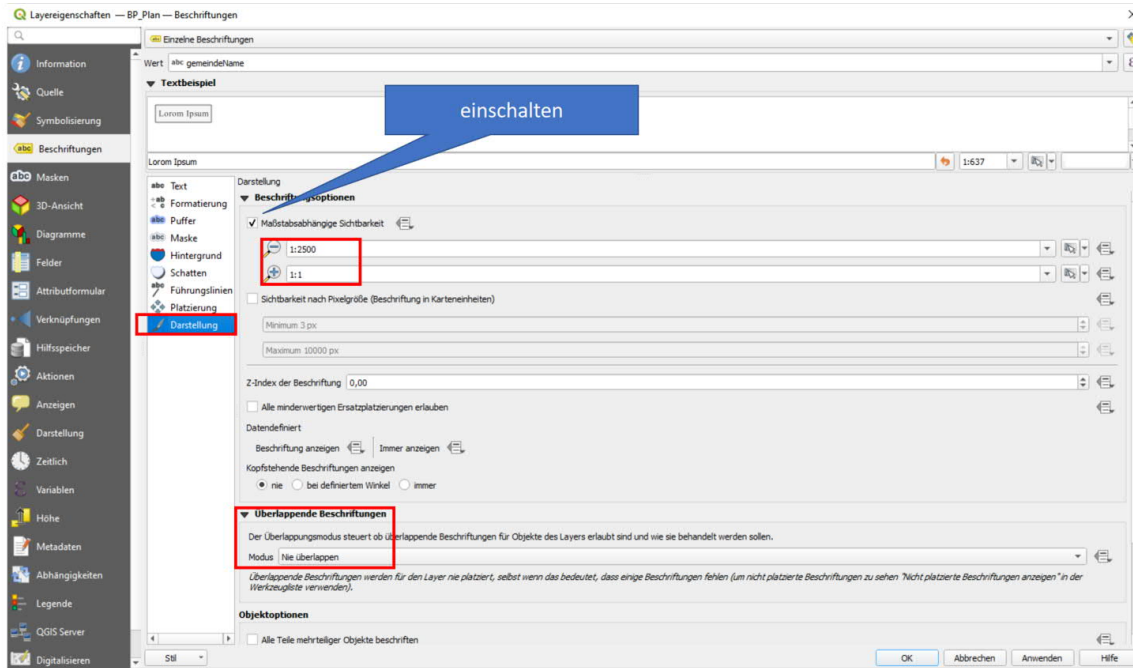 Layereigenschaften — BP_Plan — Beschriftungen
Einzelne Beschriftungen
Information
Quelle
Symbolisierung
Beschriftungen
Masken
3D-Ansicht
Diagramme
Felder
Attributformular
Verknüpfungen
Hilfsspeicher
Aktionen
Anzeigen
Darstellung
Zeitlich
Variablen
Höhe
Metadaten
Abhängigkeiten
Legende
QGIS Server
Digitalisieren
Wert abc gemeindeName
Textbeispiel
Lorom Ipsum
einschalten
Lorom Ipsum
1:637
Text
Formatierung
Puffer
Maske
Hintergrund
Schatten
Führungslinien
Platzierung
Darstellung
Darstellung
Beschriftungsoptionen
Maßstabsabhängige Sichtbarkeit
1:2500
1:1
Sichtbarkeit nach Pixelgröße (Beschriftung in Karteneinheiten)
Minimum 3 px
Maximum 10000 px
Z-Index der Beschriftung 0,00
Alle minderwertigen Ersatzplatzierungen erlauben
Datendefiniert
Beschriftung anzeigen Immer anzeigen
Kopfstehende Beschriftungen anzeigen
nie bei definiertem Winkel immer
Überlappende Beschriftungen
Der Überlappungsmodus steuert ob überlappende Beschriftungen für Objekte des Layers erlaubt sind und wie sie behandelt werden sollen.
Modus Nie überlappen
Überlappende Beschriftungen werden für den Layer nie platziert, selbst wenn das bedeutet, dass einige Beschriftungen fehlen (um nicht platzierte Beschriftungen zu sehen "Nicht platzierte Beschriftungen anzeigen" in der
Werkzeugliste verwenden).
Objektoptionen
Alle Teile mehrteiliger Objekte beschriften
Stil
OK Abbrechen Anwenden Hilfe